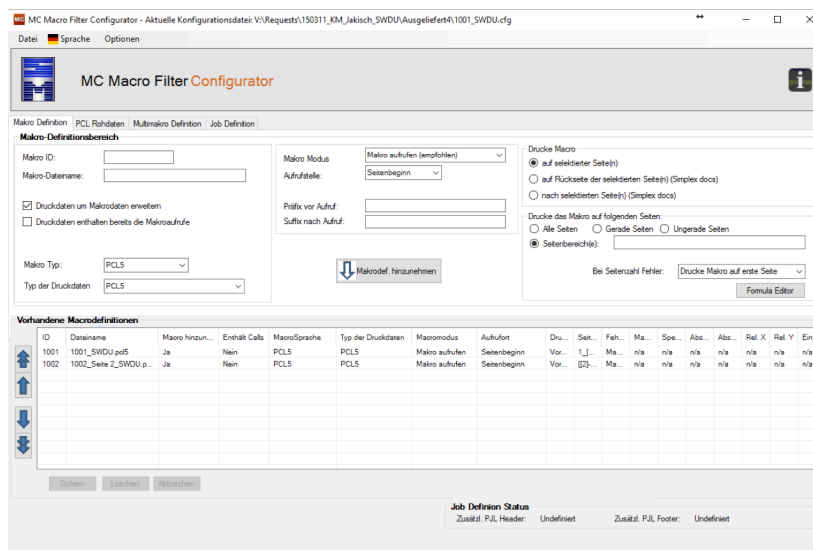 MC MC Macro Filter Configurator - Aktuelle Konfigurationsdatei: V:\Requests\150311_KM_Jakisch_SWDU\Ausgeliefert4\1001_SWDU.cfg
Datei Sprache Optionen
MC Macro Filter Configurator
Makro Definition PCL Rohdaten Multimakro Definition Job Definition
Makro-Definitionsbereich
Makro ID:
Makro-Dateiname:
Druckdaten um Makrodaten erweitern
Druckdaten enthalten bereits die Makroaufrufe
Makro Typ: PCL5
Typ der Druckdaten PCL5
Makro Modus Makro aufrufen (empfohlen)
Aufrufstelle: Seitenbeginn
Präfix vor Aufruf:
Suffix nach Aufruf:
Makrodef. hinzunehmen
Drucke Macro
auf selektierter Seite(n)
auf Rückseite der selektierten Seite(n) (Simplex docs)
nach selektierten Seite(n) (Simplex docs)
Drucke das Makro auf folgenden Seiten:
Alle Seiten Gerade Seiten Ungerade Seiten
Seitenbereich(e):
Bei Seitenzahl Fehler: Drucke Makro auf erste Seite
Formula Editor
Vorhandene Macrodefinitionen
ID Dateiname Macro hinzun... Enthält Calls MacroSprache Typ der Druckdaten Macromodus Aufrufort Dru... Seit... Feh... Ma... Spe... Abs... Abs... Rel. X Rel. Y Ein
1001 1001_SWDU.pcl5 Ja Nein PCL5 PCL5 Makro aufrufen Seitenbeginn Vor... 1_[... Ma... n/a n/a n/a n/a n/a n/a n/a
1002 1002_Seite 2_SWDU.p... Ja Nein PCL5 PCL5 Makro aufrufen Seitenbeginn Vor... [[2]-... Ma... n/a n/a n/a n/a n/a n/a n/a
Sichern Löschen Abbrechen
Job Definion Status
Zusätzl. PJL Header: Undefiniert Zusätzl. PJL Footer: Undefiniert